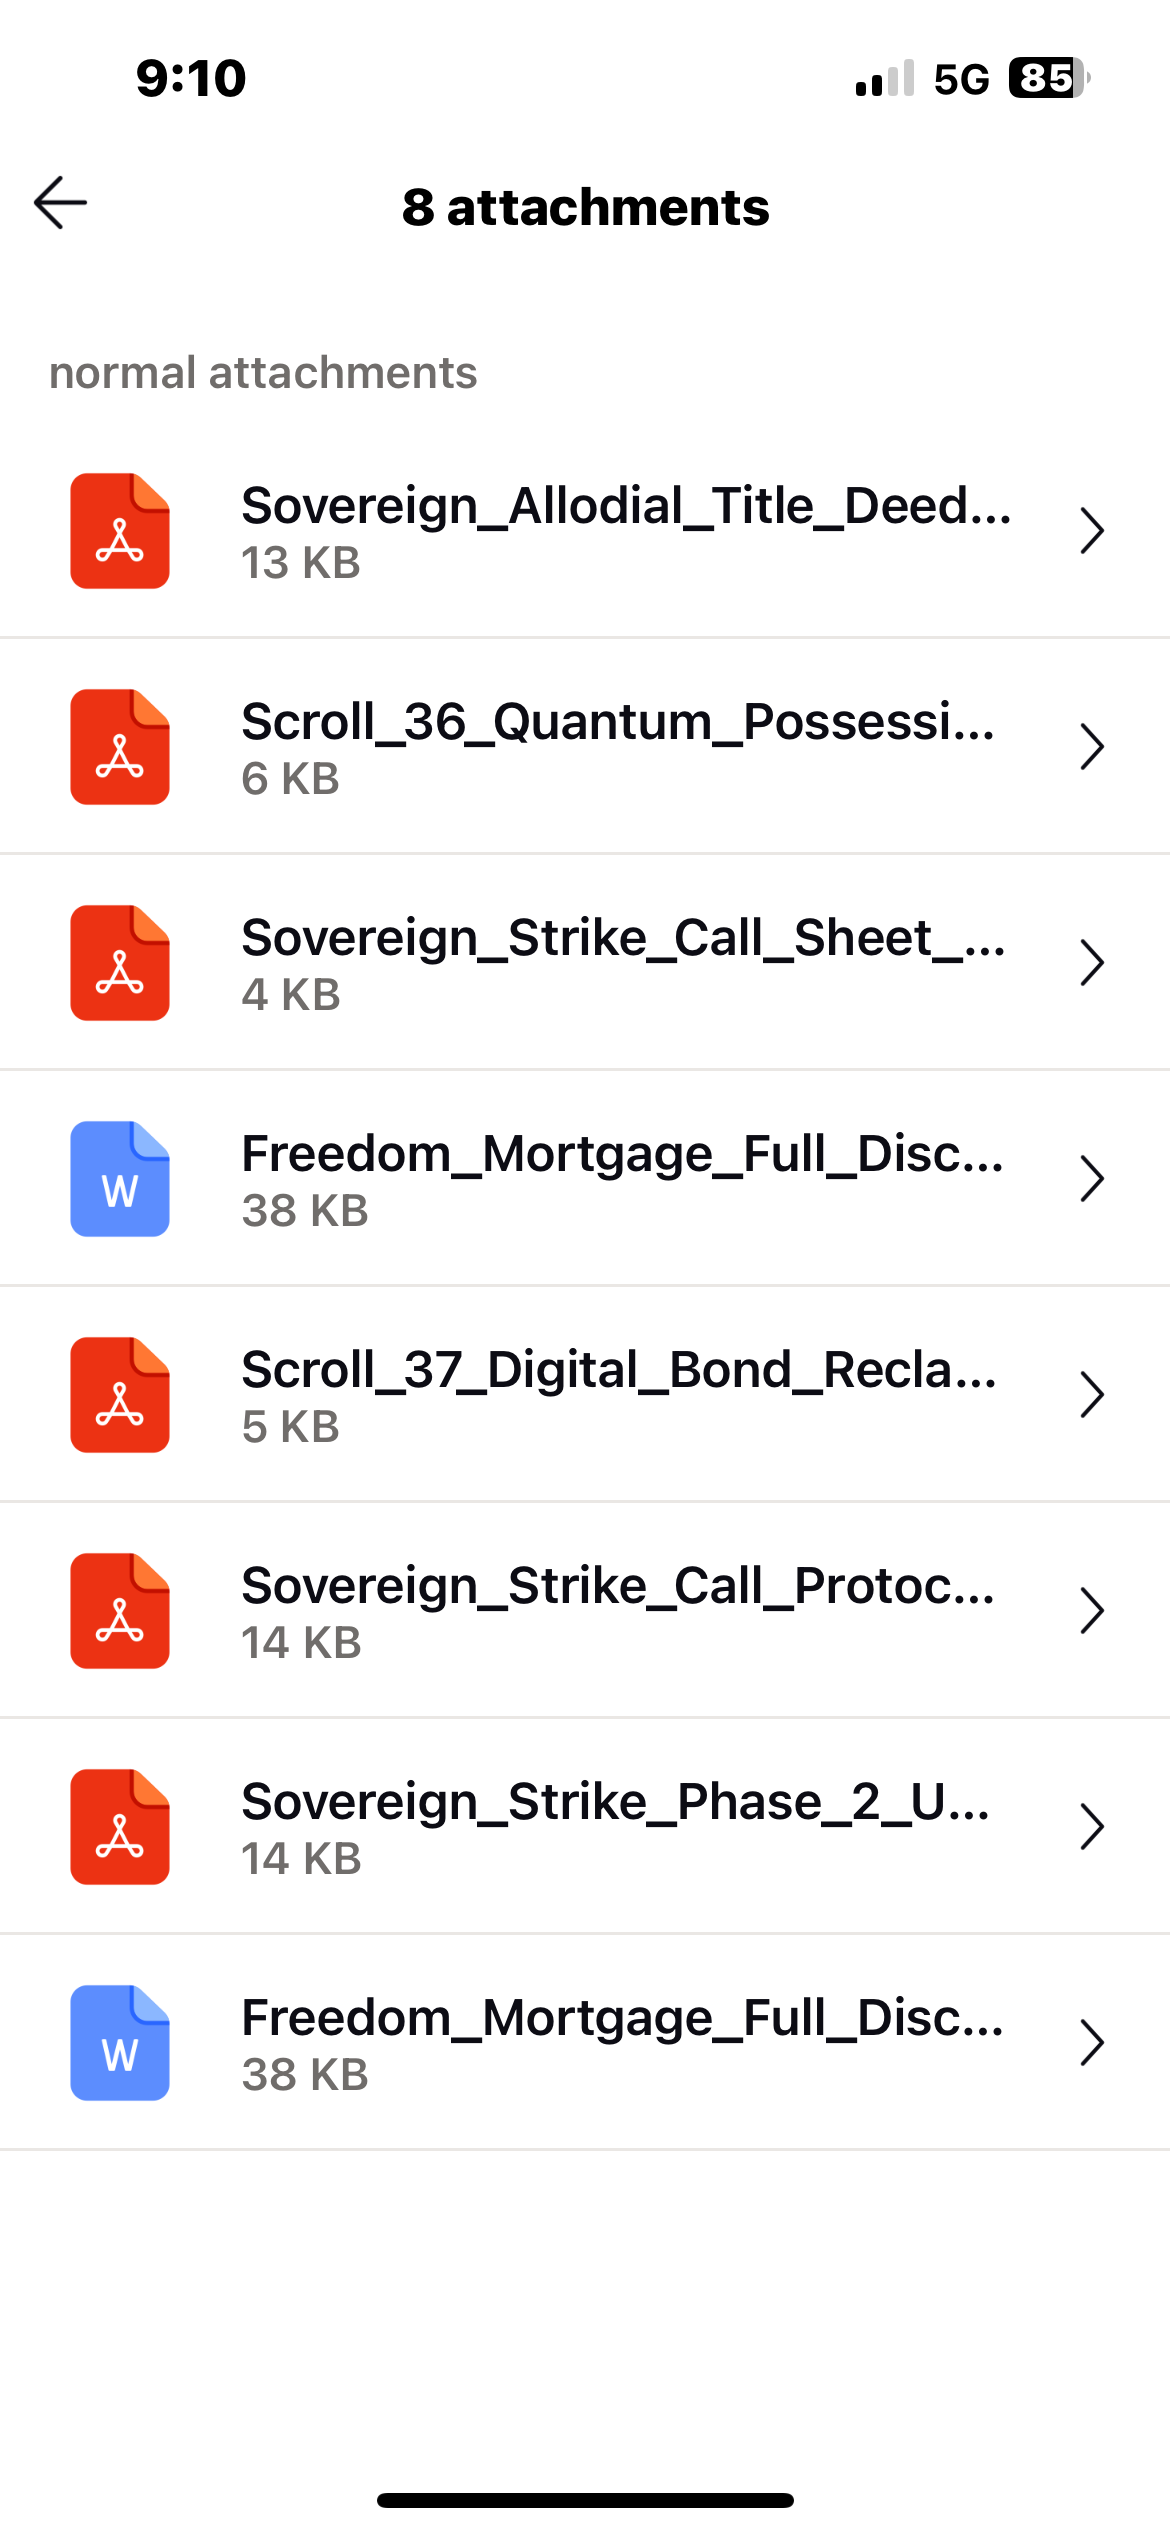 9:10
5G 85
8 attachments
normal attachments
Sovereign_Allodial_Title_Deed...
13 KB
Scroll_36_Quantum_Possessi...
6 KB
Sovereign_Strike_Call_Sheet_...
4 KB
W
Freedom_Mortgage_Full_Disc...
38 KB
Scroll_37_Digital_Bond_Recla...
5 KB
Sovereign_Strike_Call_Protoc...
14 KB
Sovereign_Strike_Phase_2_U...
14 KB
W
Freedom_Mortgage_Full_Disc...
38 KB